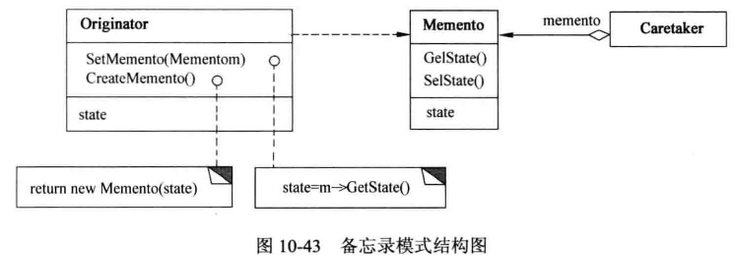 Originator
SetMemento(Mementom)
CreateMemento()
state
Memento
GelState()
SelState()
state
memento
Caretaker
return new Memento(state)
state=m->GetState()
图 10-43 备忘录模式结构图